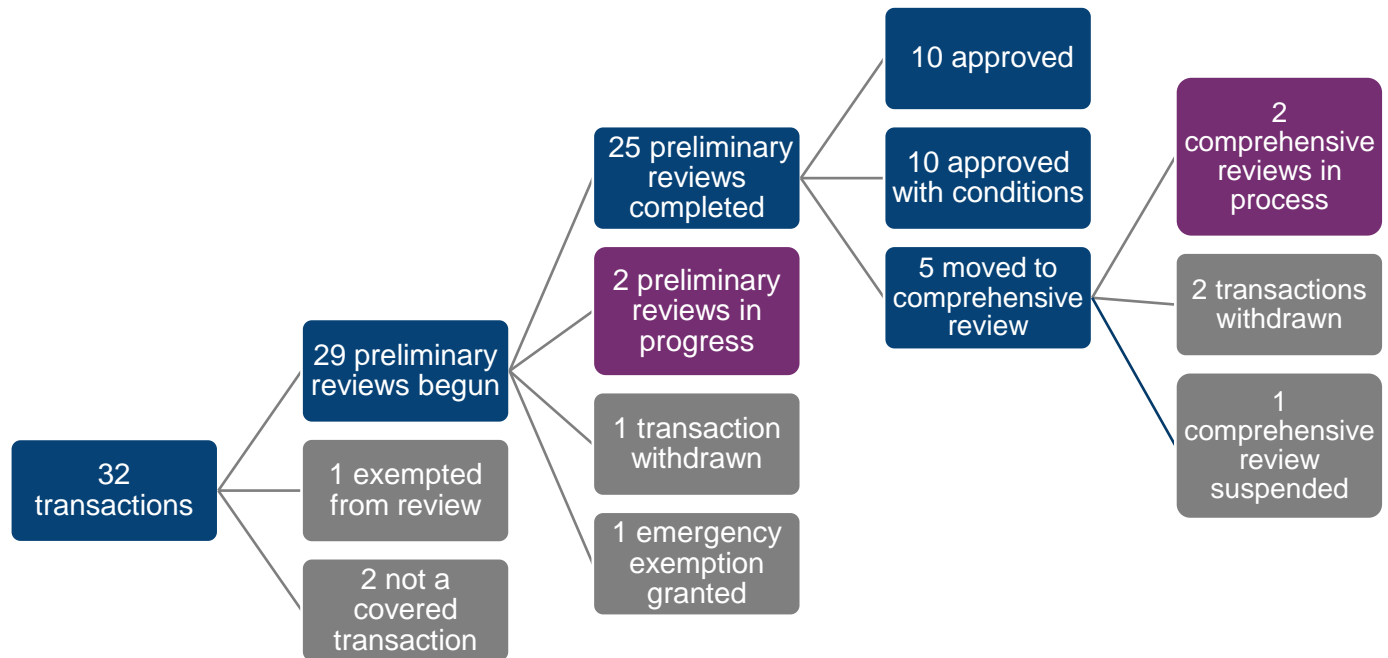 32
transactions
29 preliminary
reviews begun
1 exempted
from review
2 not a
covered
transaction
25 preliminary
reviews
completed
2 preliminary
reviews in
progress
1 transaction
withdrawn
1 emergency
exemption
granted
10 approved
10 approved
with conditions
5 moved to
comprehensive
review
2
comprehensive
reviews in
process
2 transactions
withdrawn
1
comprehensive
review
suspended